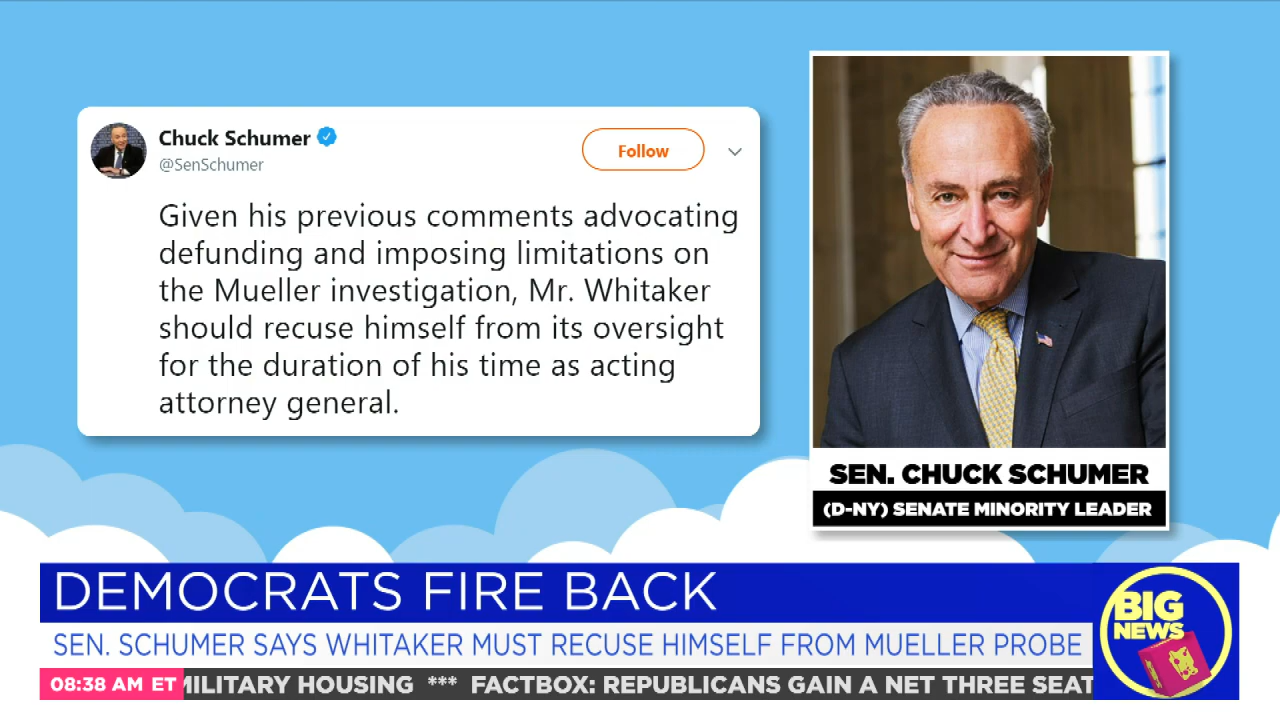 Chuck Schumer
@SenSchumer
Follow
Given his previous comments advocating
defunding and imposing limitations on
the Mueller investigation, Mr. Whitaker
should recuse himself from its oversight
for the duration of his time as acting
attorney general.
SEN. CHUCK SCHUMER
(D-NY) SENATE MINORITY LEADER
DEMOCRATS FIRE BACK
SEN. SCHUMER SAYS WHITAKER MUST RECUSE HIMSELF FROM MUELLER PROBE
BIG
NEWS
08:38 AM ET MILITARY HOUSING *** FACTBOX: REPUBLICANS GAIN A NET THREE SEAT